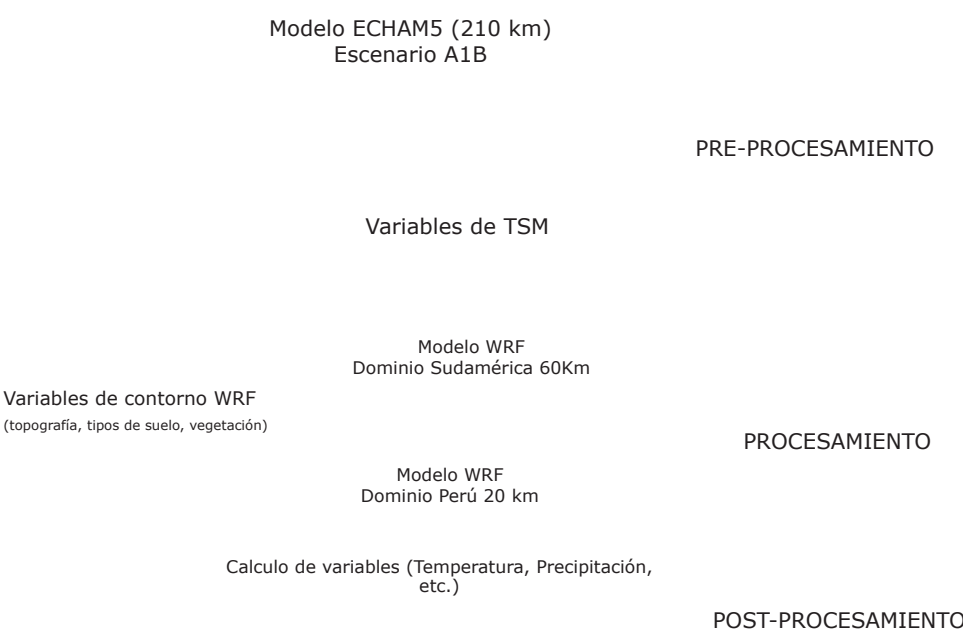 Modelo ECHAM5 (210 km)
Escenario A1B
PRE-PROCESAMIENTO
Variables de TSM
Modelo WRF
Dominio Sudamérica 60Km
Variables de contorno WRF
(topografía, tipos de suelo, vegetación)
PROCESAMIENTO
Modelo WRF
Dominio Perú 20 km
Calculo de variables (Temperatura, Precipitación,
etc.)
POST-PROCESAMIENTO